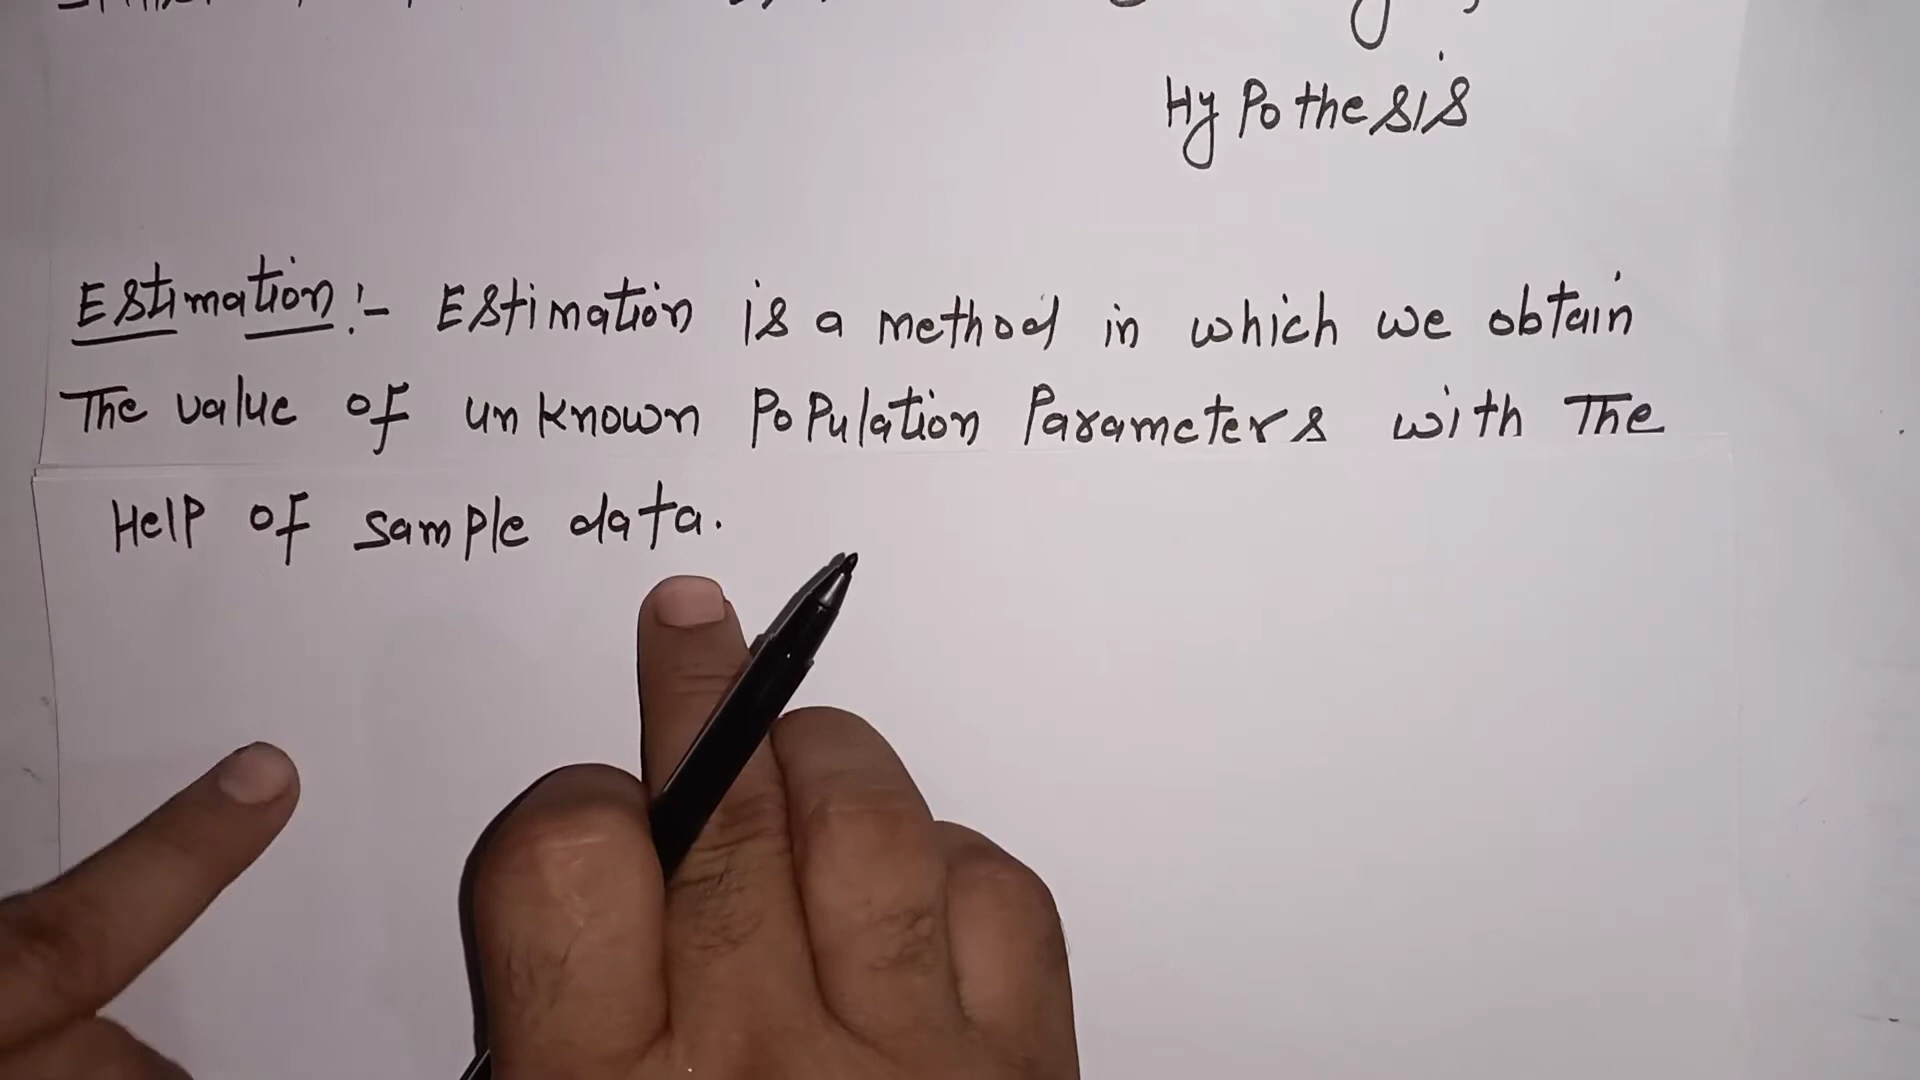 Hypothesis
Estimation :- Estimation is a method in which we obtain
The value of unknown Population Parameters with The
Help of sample data.